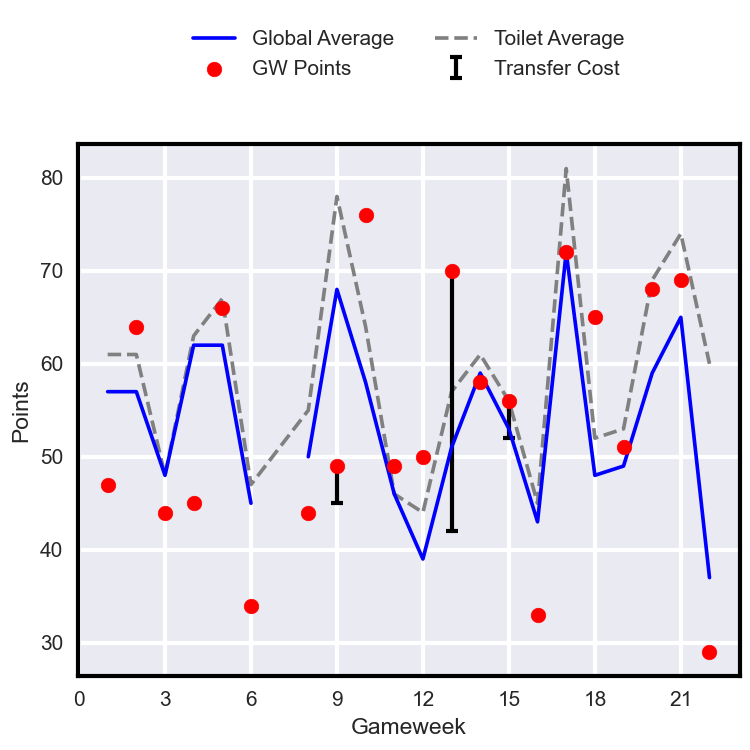 Global Average
Toilet Average
GW Points
Transfer Cost
80
70
60
50
40
30
Points
0 3 6 9 12 15 18 21
Gameweek